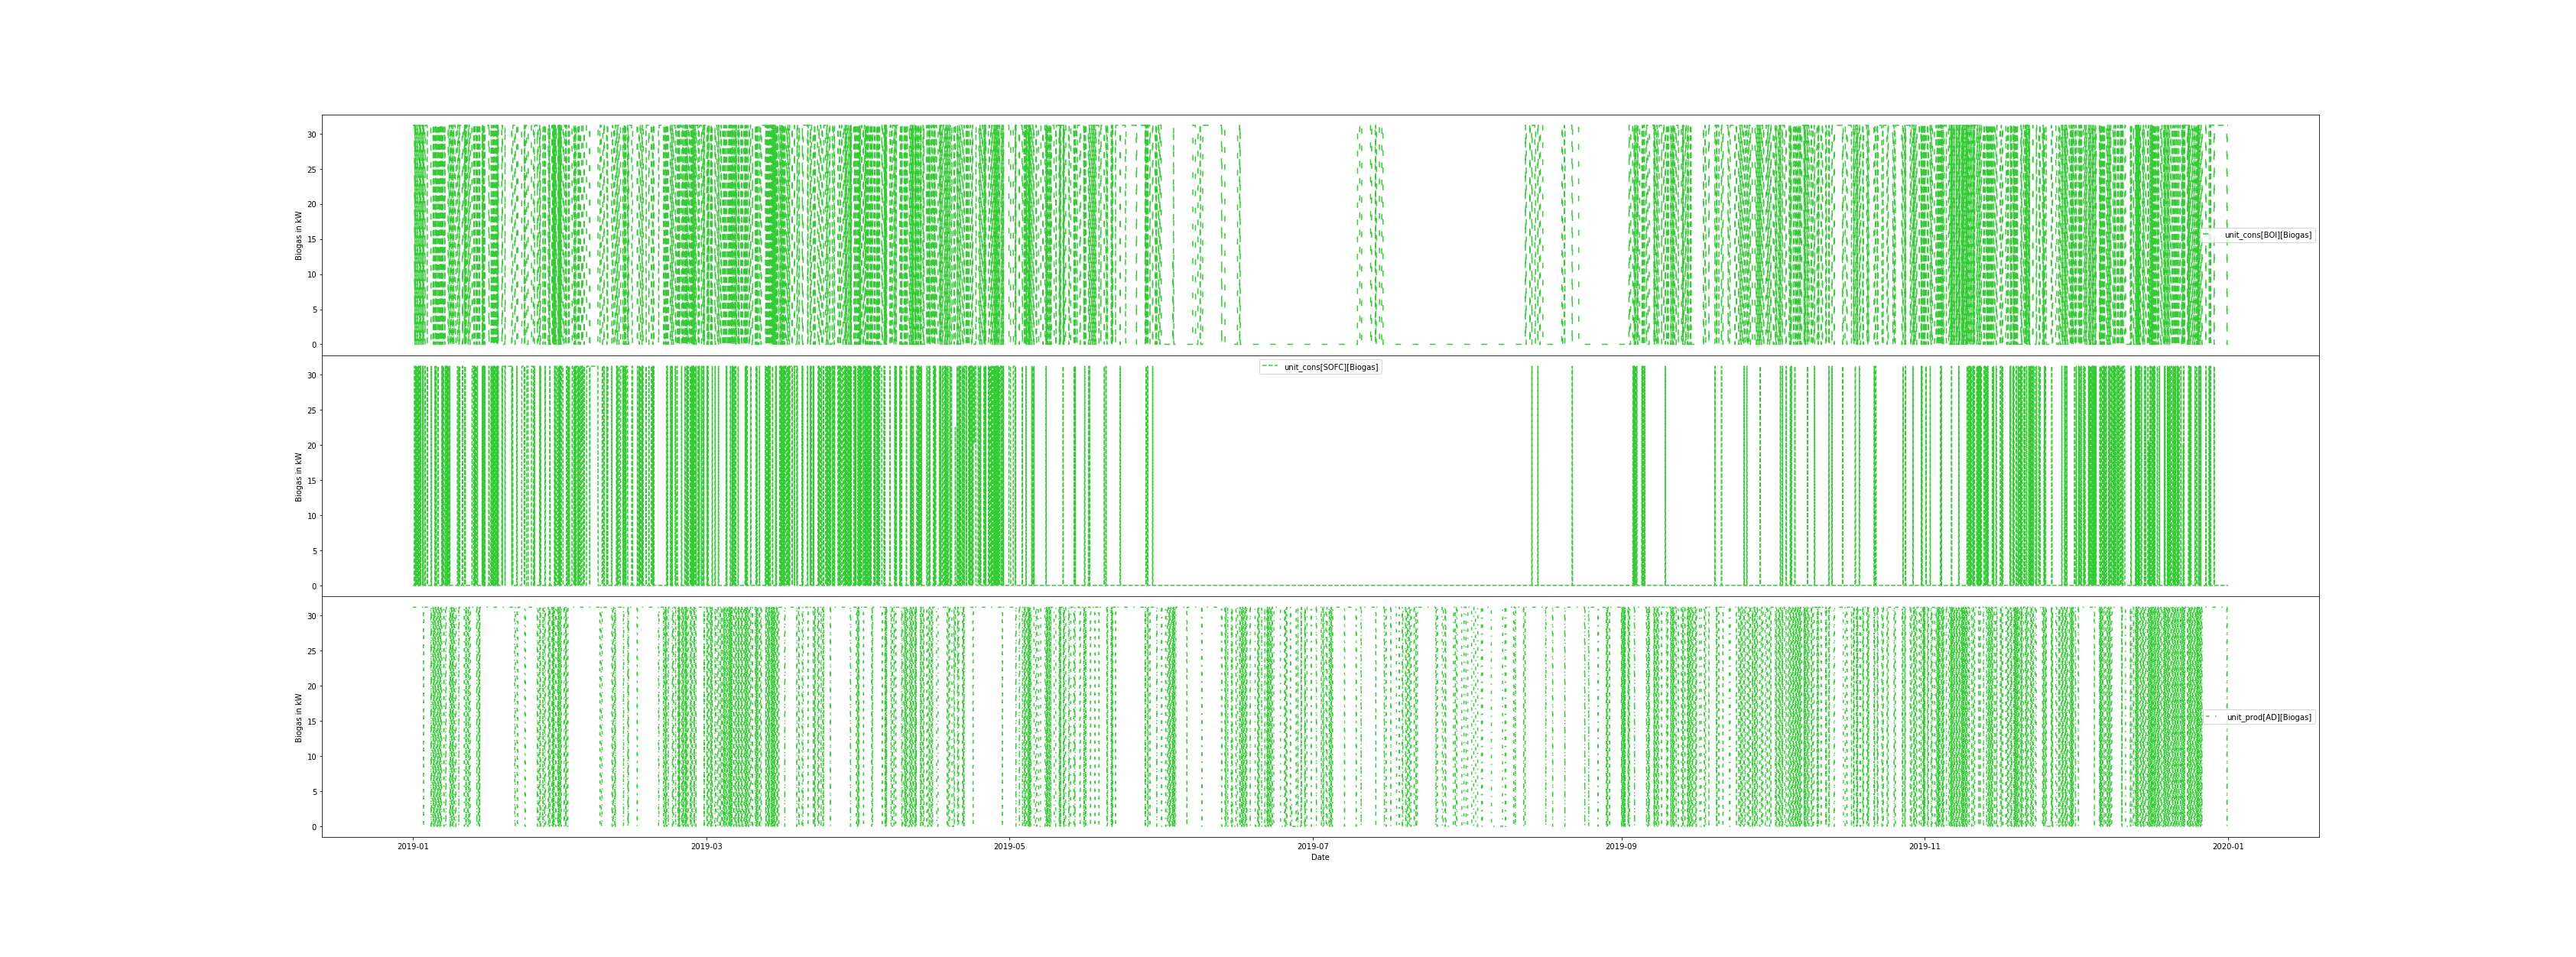 30
25
20
15
10
5
0
Biogas in kW
unit_cons[BOI][Biogas]
30
25
20
15
10
5
0
Biogas in kW
unit_cons[SOFC][Biogas]
30
25
20
15
10
5
0
Biogas in kW
unit_prod[AD][Biogas]
2019-01 2019-03 2019-05 2019-07 2019-09 2019-11 2020-01
Date